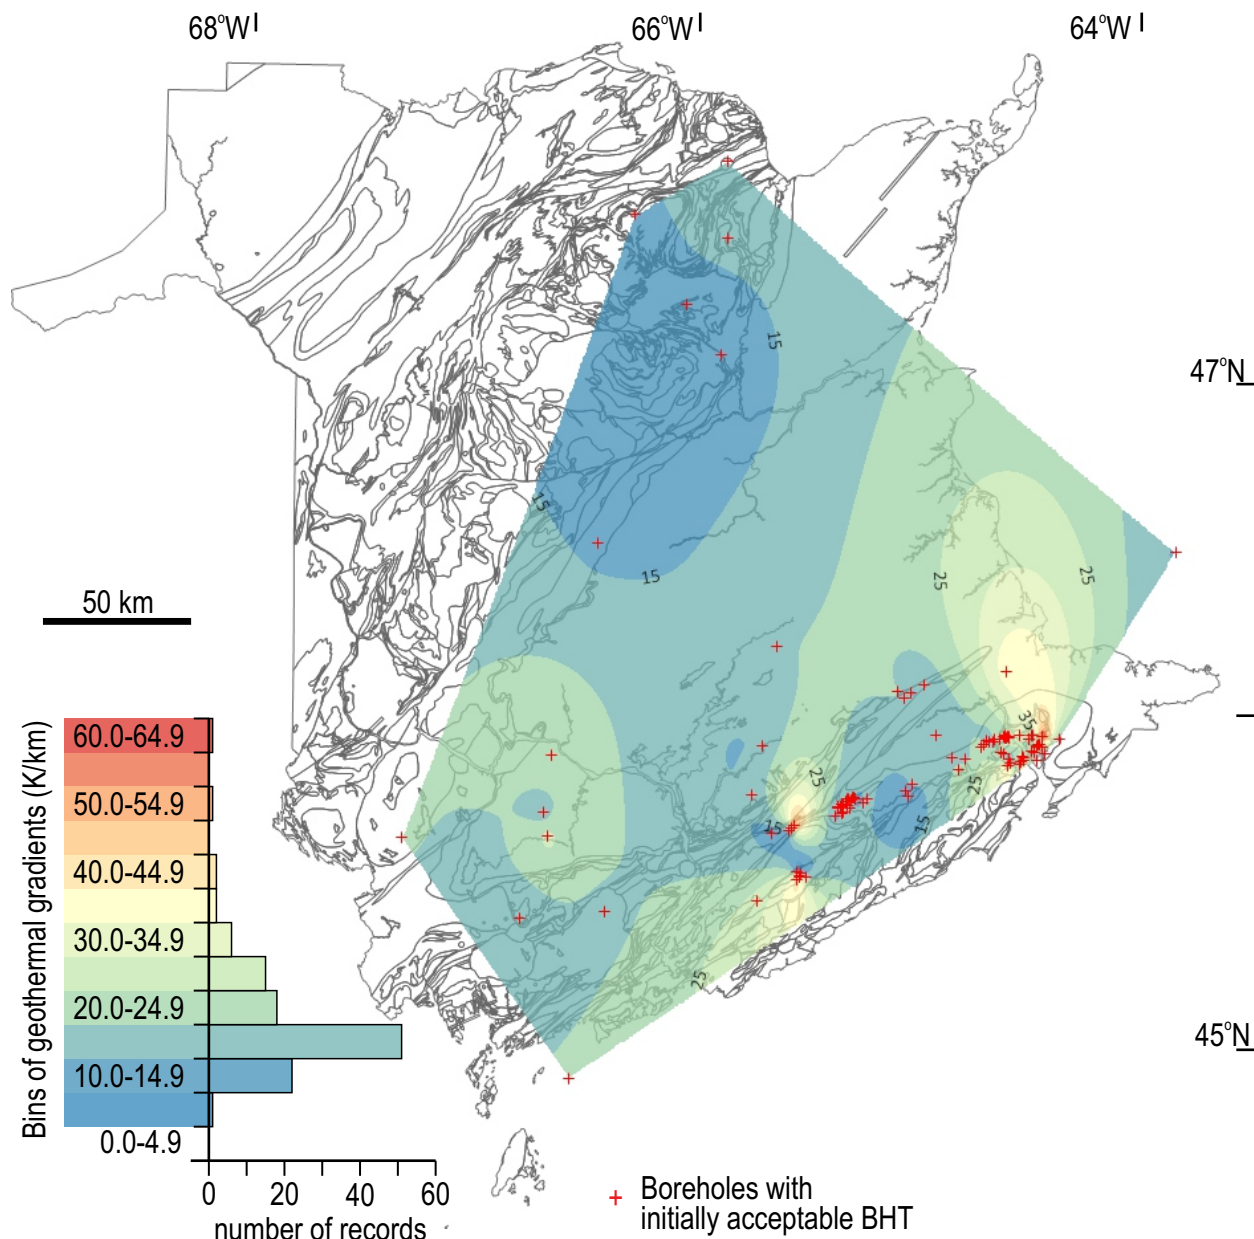 68°W
66°W
64°W
15
47°N
15
15
25
25
50 km
35
60.0-64.9
25
25
50.0-54.9
15
15
40.0-44.9
30.0-34.9
25
20.0-24.9
45°N
10.0-14.9
0.0-4.9
Bins of geothermal gradients (K/km)
0 20 40 60
number of records
Boreholes with
initially acceptable BHT